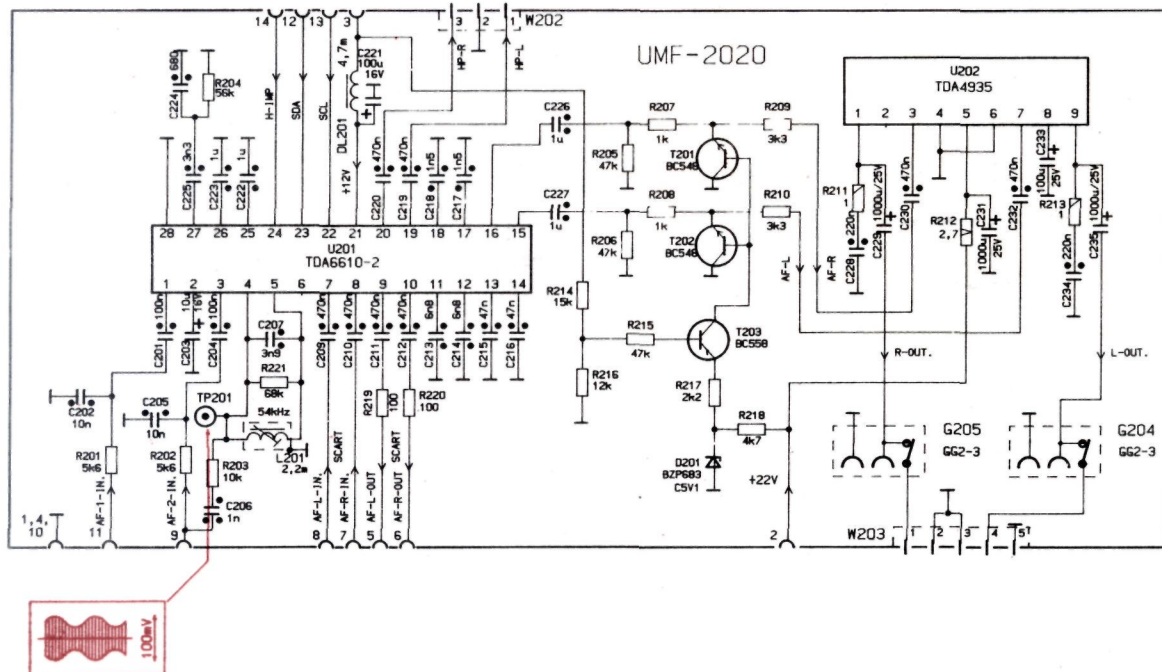 14 12 13 3
3 2 1 W202
UMF-2020
680
C224
R204
56k
H-IMP
SDA
SCL
4,7m
DL201
C221
100u
16V
+12V
HP-R
HP-L
3n3
C225
1u
C223
1u
C222
470n
C220
470n
C219
1n5
C218
1n5
C217
C226
1u
C227
1u
R205
47k
R206
47k
R207
1k
R208
1k
R209
3k3
R210
3k3
T201
BC548
T202
BC548
AF-L
AF-R
U202
TDA4935
1 2 3 4 5 6 7 8 9
R211
1
220n
C228
1000u/25V
C229
470n
C230
R212
2,7
C231
1000u
25V
470n
C232
C233
100u
25V
R213
1
220n
C234
1000u/25V
C235
28 27 26 25 24 23 22 21 20 19 18 17 16 15
U201
TDA6610-2
1 2 3 4 5 6 7 8 9 10 11 12 13 14
100n
C201
10u
16V
C203
100n
C204
C207
3n9
R221
68k
54kHz
L201
2,2m
TP201
470n
C209
470n
C210
470n
C211
470n
C212
6n8
C213
6n8
C214
47n
C215
47n
C216
C202
10n
C205
10n
R201
5k6
R202
5k6
R203
10k
C206
1n
R219
100
R220
100
R214
15k
R215
47k
R216
12k
T203
BC558
R217
2k2
R218
4k7
D201
BZP683
C5V1
+22V
R-OUT.
L-OUT.
G205
GG2-3
G204
GG2-3
AF-1-IN.
AF-2-IN.
AF-L-IN.
SCART
AF-R-IN.
AF-L-OUT
SCART
AF-R-OUT
1,4,
10
11 9 8 7 5 6 2
W203 1 2 3 4 5
100mV